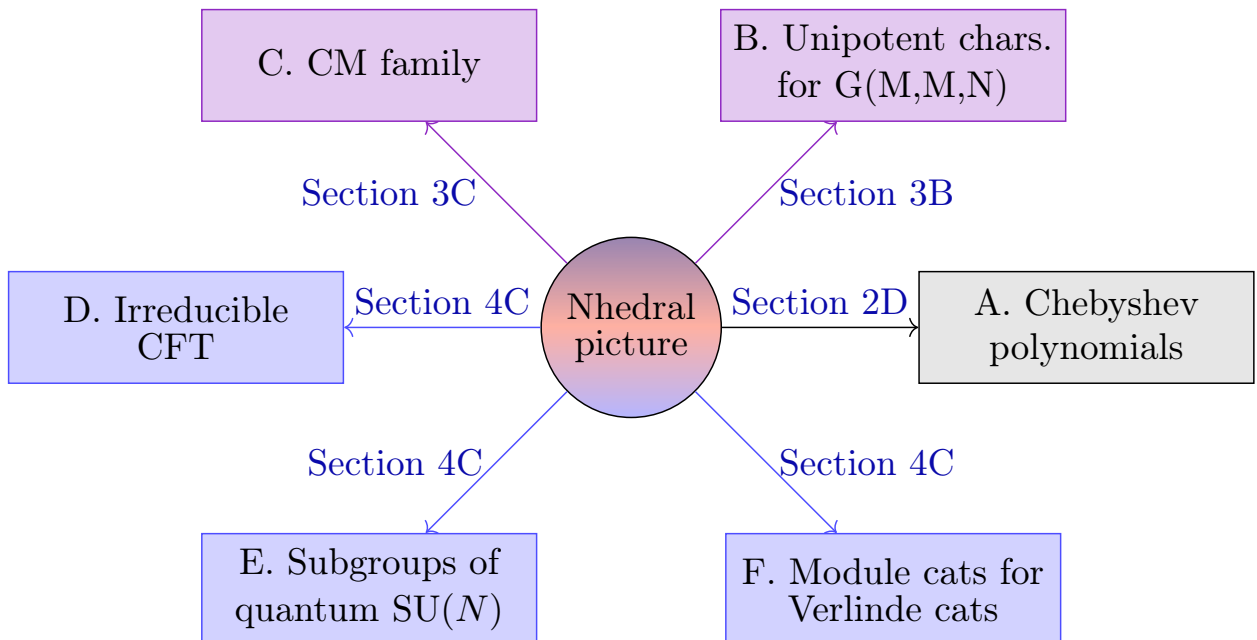 C. CM family
B. Unipotent chars.
for G(M,M,N)
Section 3C
Section 3B
D. Irreducible
CFT
Section 4C
Nhedral
picture
Section 2D
A. Chebyshev
polynomials
Section 4C
Section 4C
E. Subgroups of
quantum SU(N)
F. Module cats for
Verlinde cats